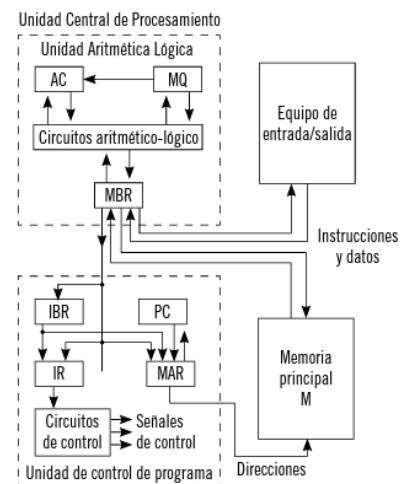 Unidad Central de Procesamiento
Unidad Aritmética Lógica
AC
MQ
Circuitos aritmético-lógico
MBR
Equipo de
entrada/salida
Instrucciones
y datos
IBR
PC
IR
MAR
Circuitos
de control
Señales
de control
Unidad de control de programa
Memoria
principal
M
Direcciones